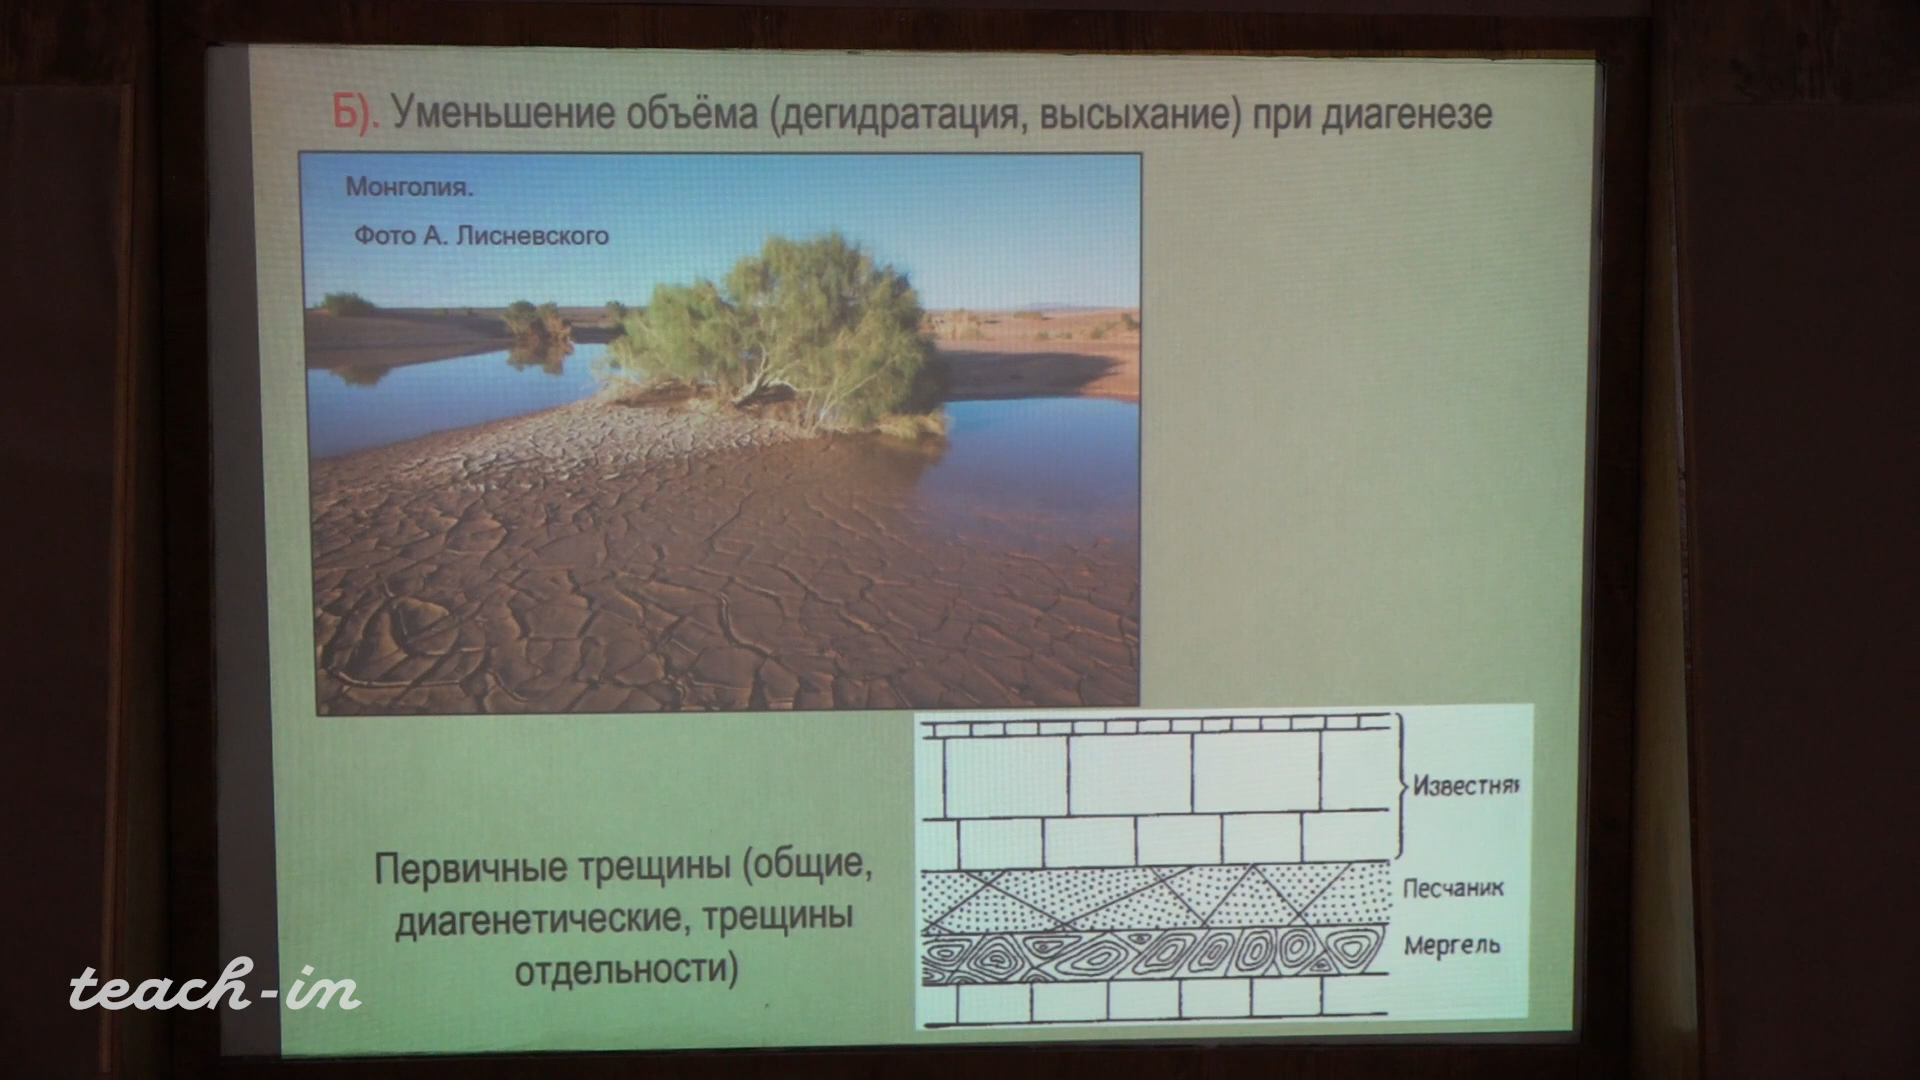 Б). Уменьшение объёма (дегидратация, высыхание) при диагенезе
Монголия.
Фото А. Лисневского
Известня
Песчаник
Мергель
Первичные трещины (общие,
диагенетические, трещины
отдельности)
teach-in